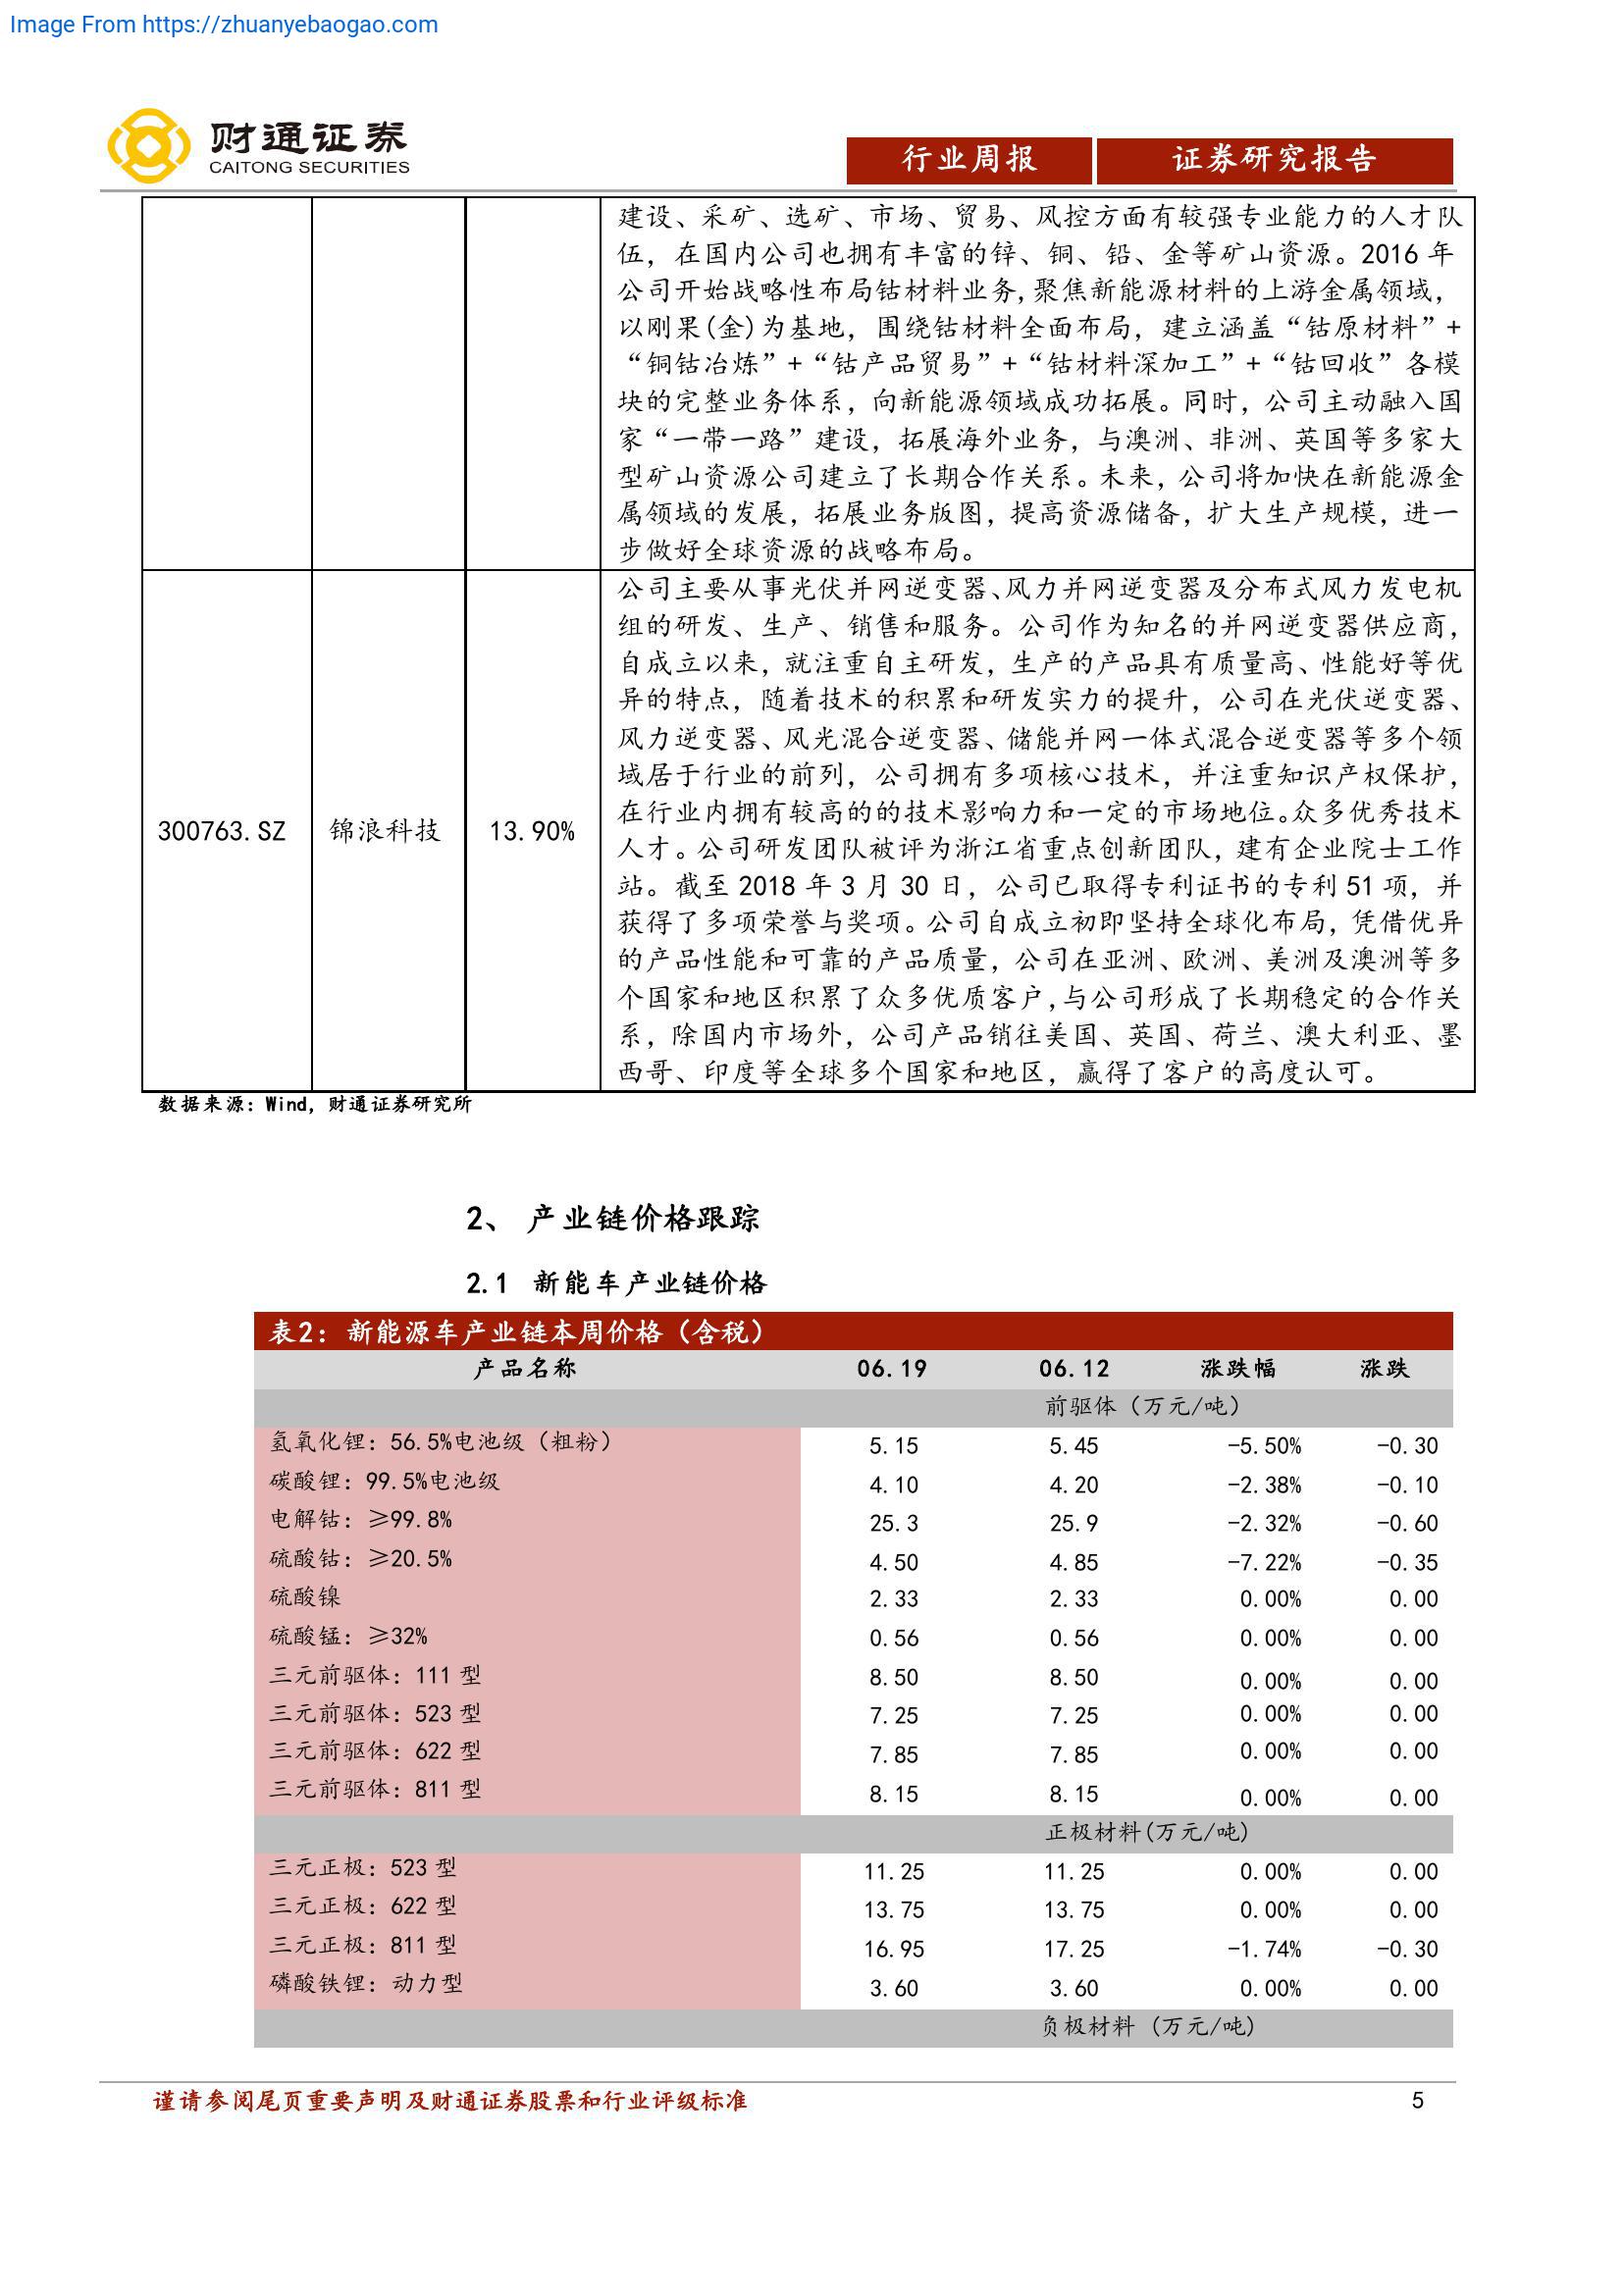 Image From https://zhuanyebaogao.com
财通证券
CAITONG SECURITIES
行业周报 证券研究报告
建设、采矿、选矿、市场、贸易、风控方面有较强专业能力的人才队
伍，在国内公司也拥有丰富的锌、铜、铅、金等矿山资源。2016 年
公司开始战略性布局钴材料业务,聚焦新能源材料的上游金属领域，
以刚果(金)为基地，围绕钴材料全面布局，建立涵盖“钴原材料”+
“铜钴冶炼”+“钴产品贸易”+“钴材料深加工”+“钴回收”各模
块的完整业务体系，向新能源领域成功拓展。同时，公司主动融入国
家“一带一路”建设，拓展海外业务，与澳洲、非洲、英国等多家大
型矿山资源公司建立了长期合作关系。未来，公司将加快在新能源金
属领域的发展，拓展业务版图，提高资源储备，扩大生产规模，进一
步做好全球资源的战略布局。
300763.SZ 锦浪科技 13.90%
公司主要从事光伏并网逆变器、风力并网逆变器及分布式风力发电机
组的研发、生产、销售和服务。公司作为知名的并网逆变器供应商，
自成立以来，就注重自主研发，生产的产品具有质量高、性能好等优
异的特点，随着技术的积累和研发实力的提升，公司在光伏逆变器、
风力逆变器、风光混合逆变器、储能并网一体式混合逆变器等多个领
域居于行业的前列，公司拥有多项核心技术，并注重知识产权保护，
在行业内拥有较高的的技术影响力和一定的市场地位。众多优秀技术
人才。公司研发团队被评为浙江省重点创新团队，建有企业院士工作
站。截至 2018 年 3 月 30 日，公司已取得专利证书的专利 51 项，并
获得了多项荣誉与奖项。公司自成立初即坚持全球化布局，凭借优异
的产品性能和可靠的产品质量，公司在亚洲、欧洲、美洲及澳洲等多
个国家和地区积累了众多优质客户,与公司形成了长期稳定的合作关
系，除国内市场外，公司产品销往美国、英国、荷兰、澳大利亚、墨
西哥、印度等全球多个国家和地区，赢得了客户的高度认可。
数据来源：Wind，财通证券研究所
2、 产业链价格跟踪
2.1 新能车产业链价格
表2：新能源车产业链本周价格（含税）
产品名称 06.19 06.12 涨跌幅 涨跌
前驱体（万元/吨）
氢氧化锂：56.5%电池级（粗粉） 5.15 5.45 -5.50% -0.30
碳酸锂：99.5%电池级 4.10 4.20 -2.38% -0.10
电解钴：≥99.8% 25.3 25.9 -2.32% -0.60
硫酸钴：≥20.5% 4.50 4.85 -7.22% -0.35
硫酸镍 2.33 2.33 0.00% 0.00
硫酸锰：≥32% 0.56 0.56 0.00% 0.00
三元前驱体：111 型 8.50 8.50 0.00% 0.00
三元前驱体：523 型 7.25 7.25 0.00% 0.00
三元前驱体：622 型 7.85 7.85 0.00% 0.00
三元前驱体：811 型 8.15 8.15 0.00% 0.00
正极材料(万元/吨)
三元正极：523 型 11.25 11.25 0.00% 0.00
三元正极：622 型 13.75 13.75 0.00% 0.00
三元正极：811 型 16.95 17.25 -1.74% -0.30
磷酸铁锂：动力型 3.60 3.60 0.00% 0.00
负极材料 (万元/吨)
谨请参阅尾页重要声明及财通证券股票和行业评级标准 5